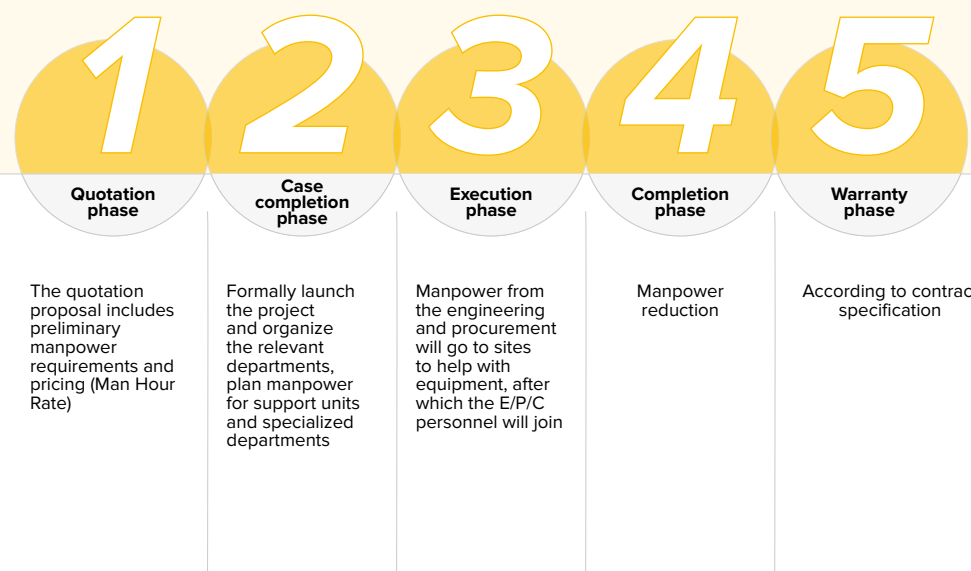 1
2
3
4
5
Quotation
phase
Case
completion
phase
Execution
phase
Completion
phase
Warranty
phase
The quotation
proposal includes
preliminary
manpower
requirements and
pricing (Man Hour
Rate)
Formally launch
the project
and organize
the relevant
departments,
plan manpower
for support units
and specialized
departments
Manpower from
the engineering
and procurement
will go to sites
to help with
equipment, after
which the E/P/C
personnel will join
Manpower
reduction
According to contrac
specification